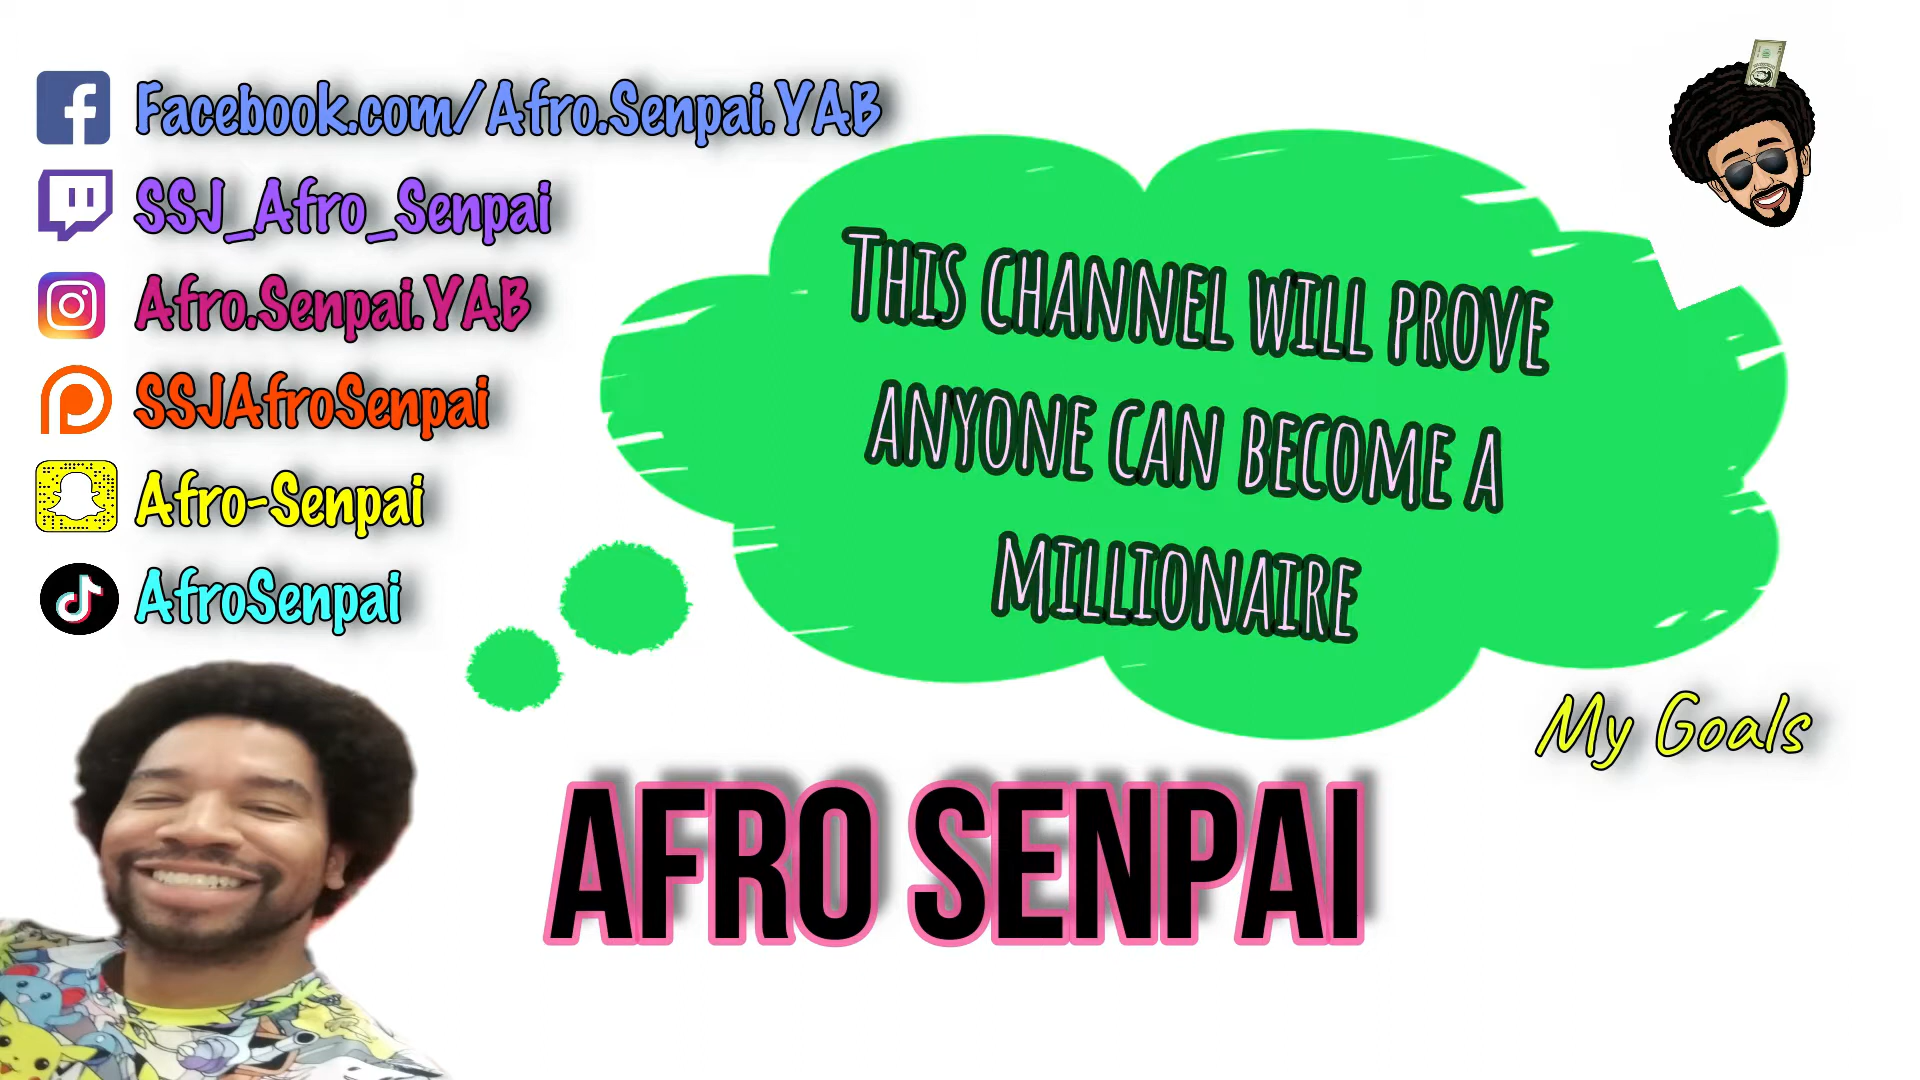 Facebook.com/Afro.Senpai.YAB
SSJ_Afro_Senpai
Afro.Senpai.YAB
SSJAfroSenpai
Afro-Senpai
AfroSenpai
THIS CHANNEL WILL PROVE
ANYONE CAN BECOME A
MILLIONAIRE
My Goals
AFRO SENPAI